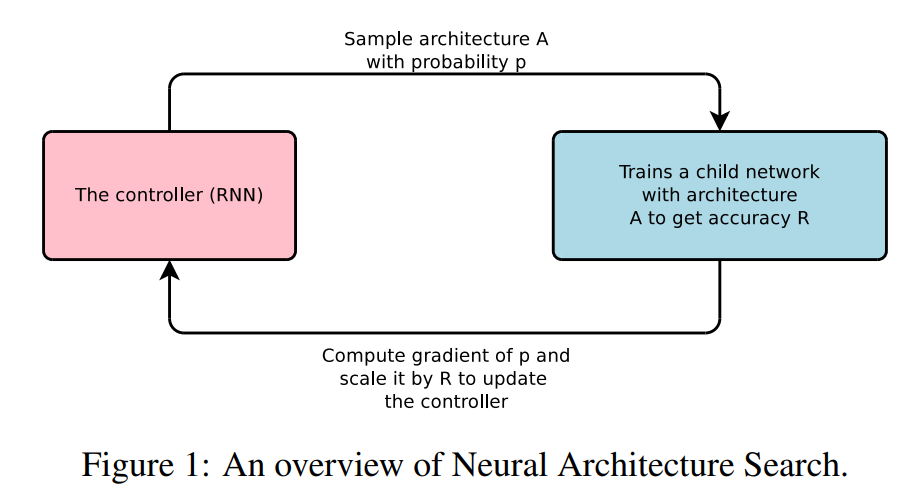 Sample architecture A
with probability p
The controller (RNN)
Trains a child network
with architecture
A to get accuracy R
Compute gradient of p and
scale it by R to update
the controller
Figure 1: An overview of Neural Architecture Search.